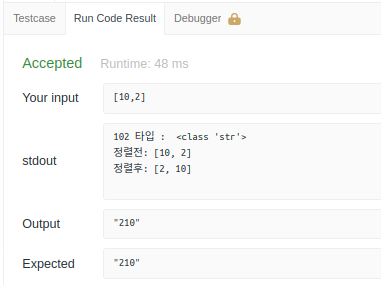 Testcase Run Code Result Debugger
Accepted Runtime: 48 ms
Your input [10,2]
102 타입 : <class 'str'>
정렬전: [10, 2]
stdout 정렬후: [2, 10]
Output "210"
Expected "210"